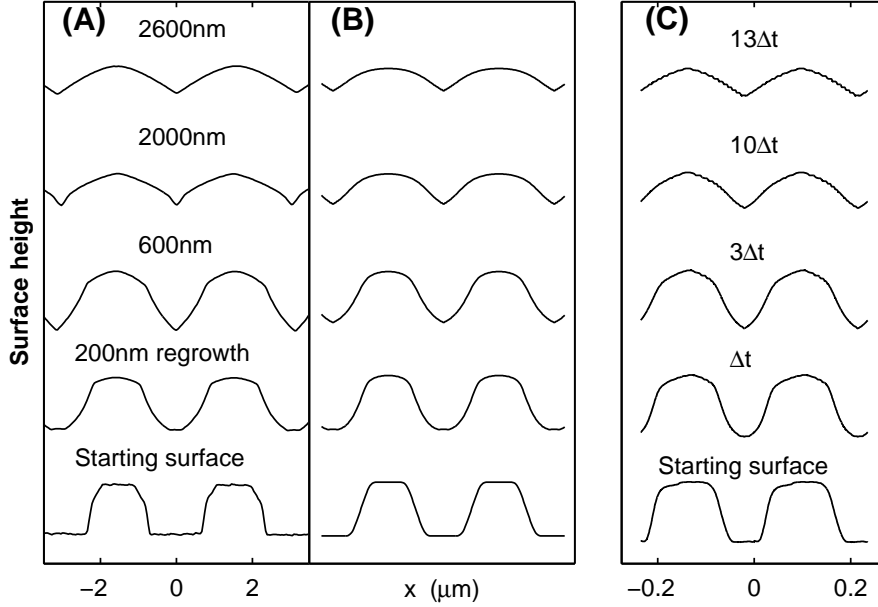 (A)
(B)
(C)
2600nm
13Δt
2000nm
10Δt
600nm
3Δt
200nm regrowth
Δt
Starting surface
Starting surface
Surface height
−2
0
2
x (μm)
−0.2
0
0.2